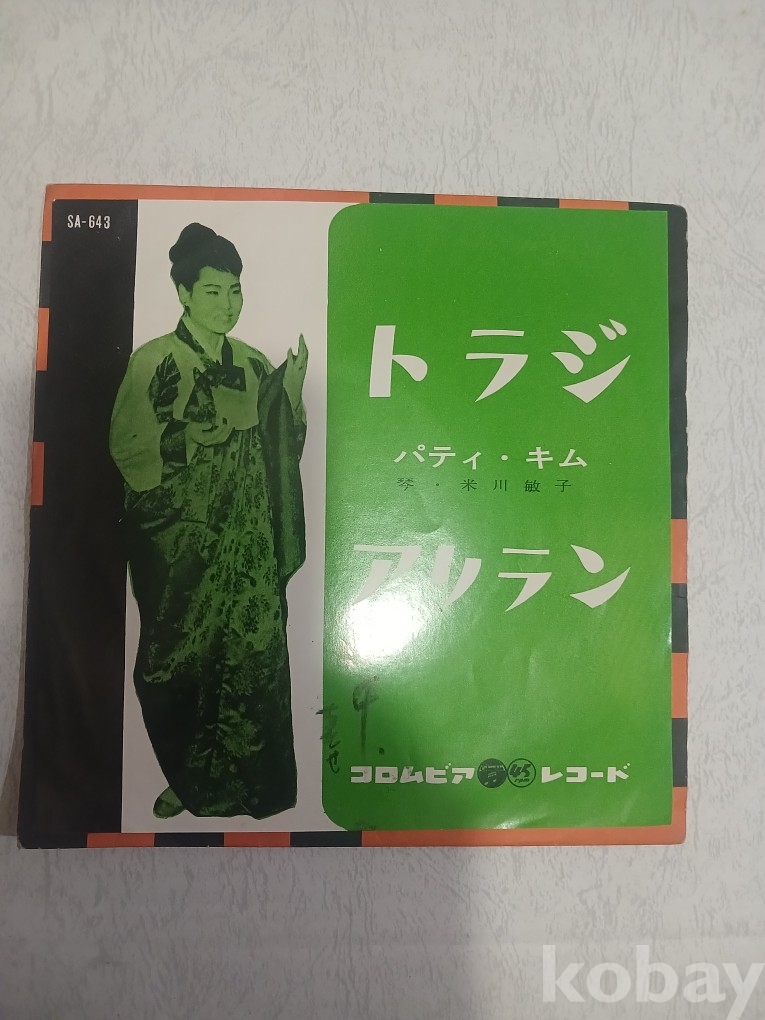 SA-643
トラジ
パティ・キム
琴・米川敏子
アリラン
コロムビア 45 rpm レコード
kobay